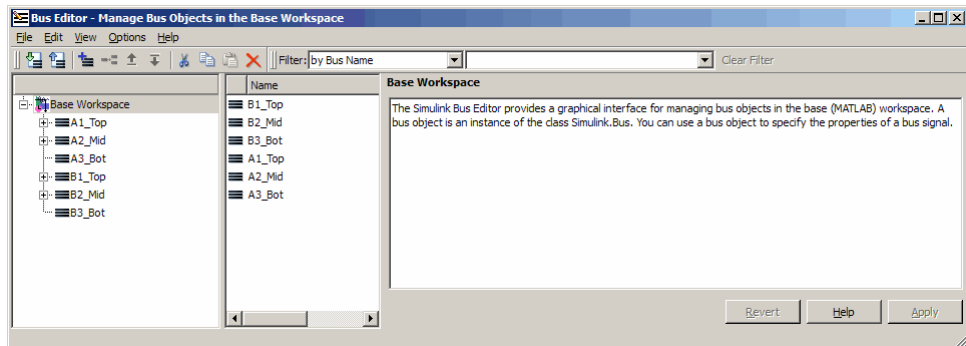 Bus Editor - Manage Bus Objects in the Base Workspace
File Edit View Options Help
Filter: by Bus Name Clear Filter
Name
Base Workspace
Base Workspace
A1_Top
A2_Mid
A3_Bot
B1_Top
B2_Mid
B3_Bot
B1_Top
B2_Mid
B3_Bot
A1_Top
A2_Mid
A3_Bot
The Simulink Bus Editor provides a graphical interface for managing bus objects in the base (MATLAB) workspace. A
bus object is an instance of the class Simulink.Bus. You can use a bus object to specify the properties of a bus signal.
Revert Help Apply